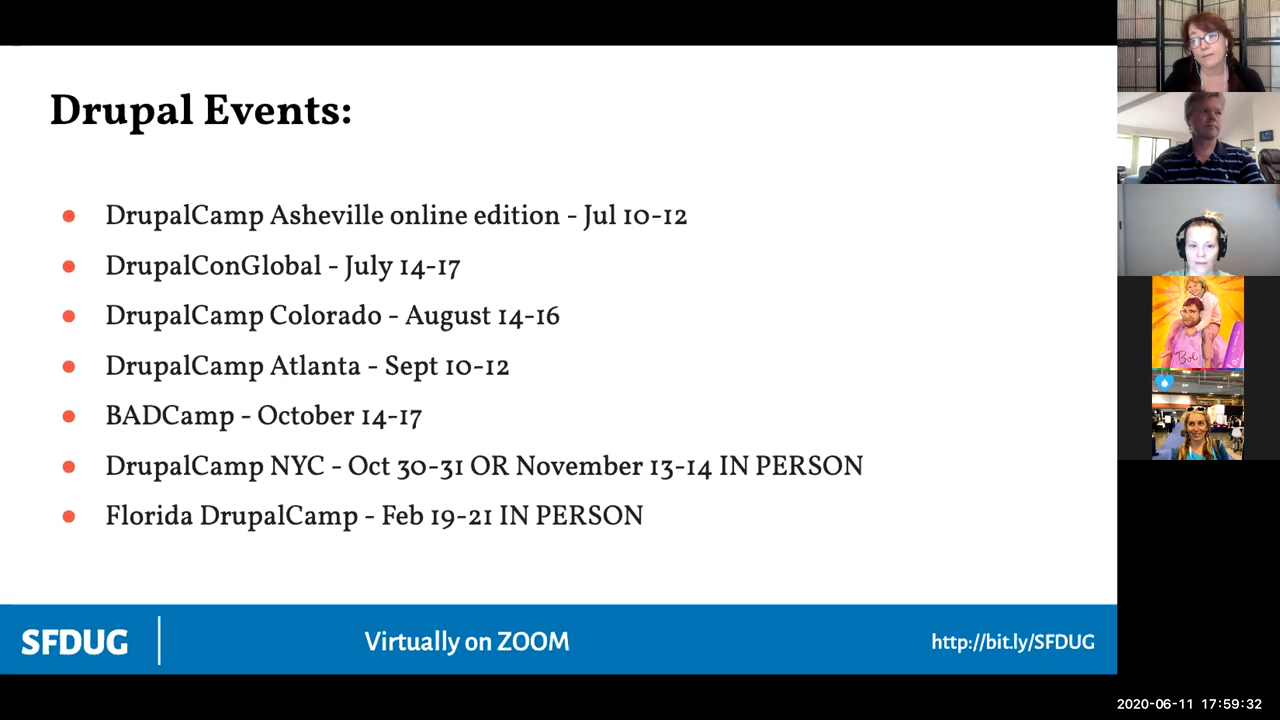 Drupal Events:
DrupalCamp Asheville online edition - Jul 10-12
DrupalConGlobal - July 14-17
DrupalCamp Colorado - August 14-16
DrupalCamp Atlanta - Sept 10-12
BADCamp - October 14-17
DrupalCamp NYC - Oct 30-31 OR November 13-14 IN PERSON
Florida DrupalCamp - Feb 19-21 IN PERSON
SFDUG
Virtually on ZOOM
http://bit.ly/SFDUG
2020-06-11 17:59:32